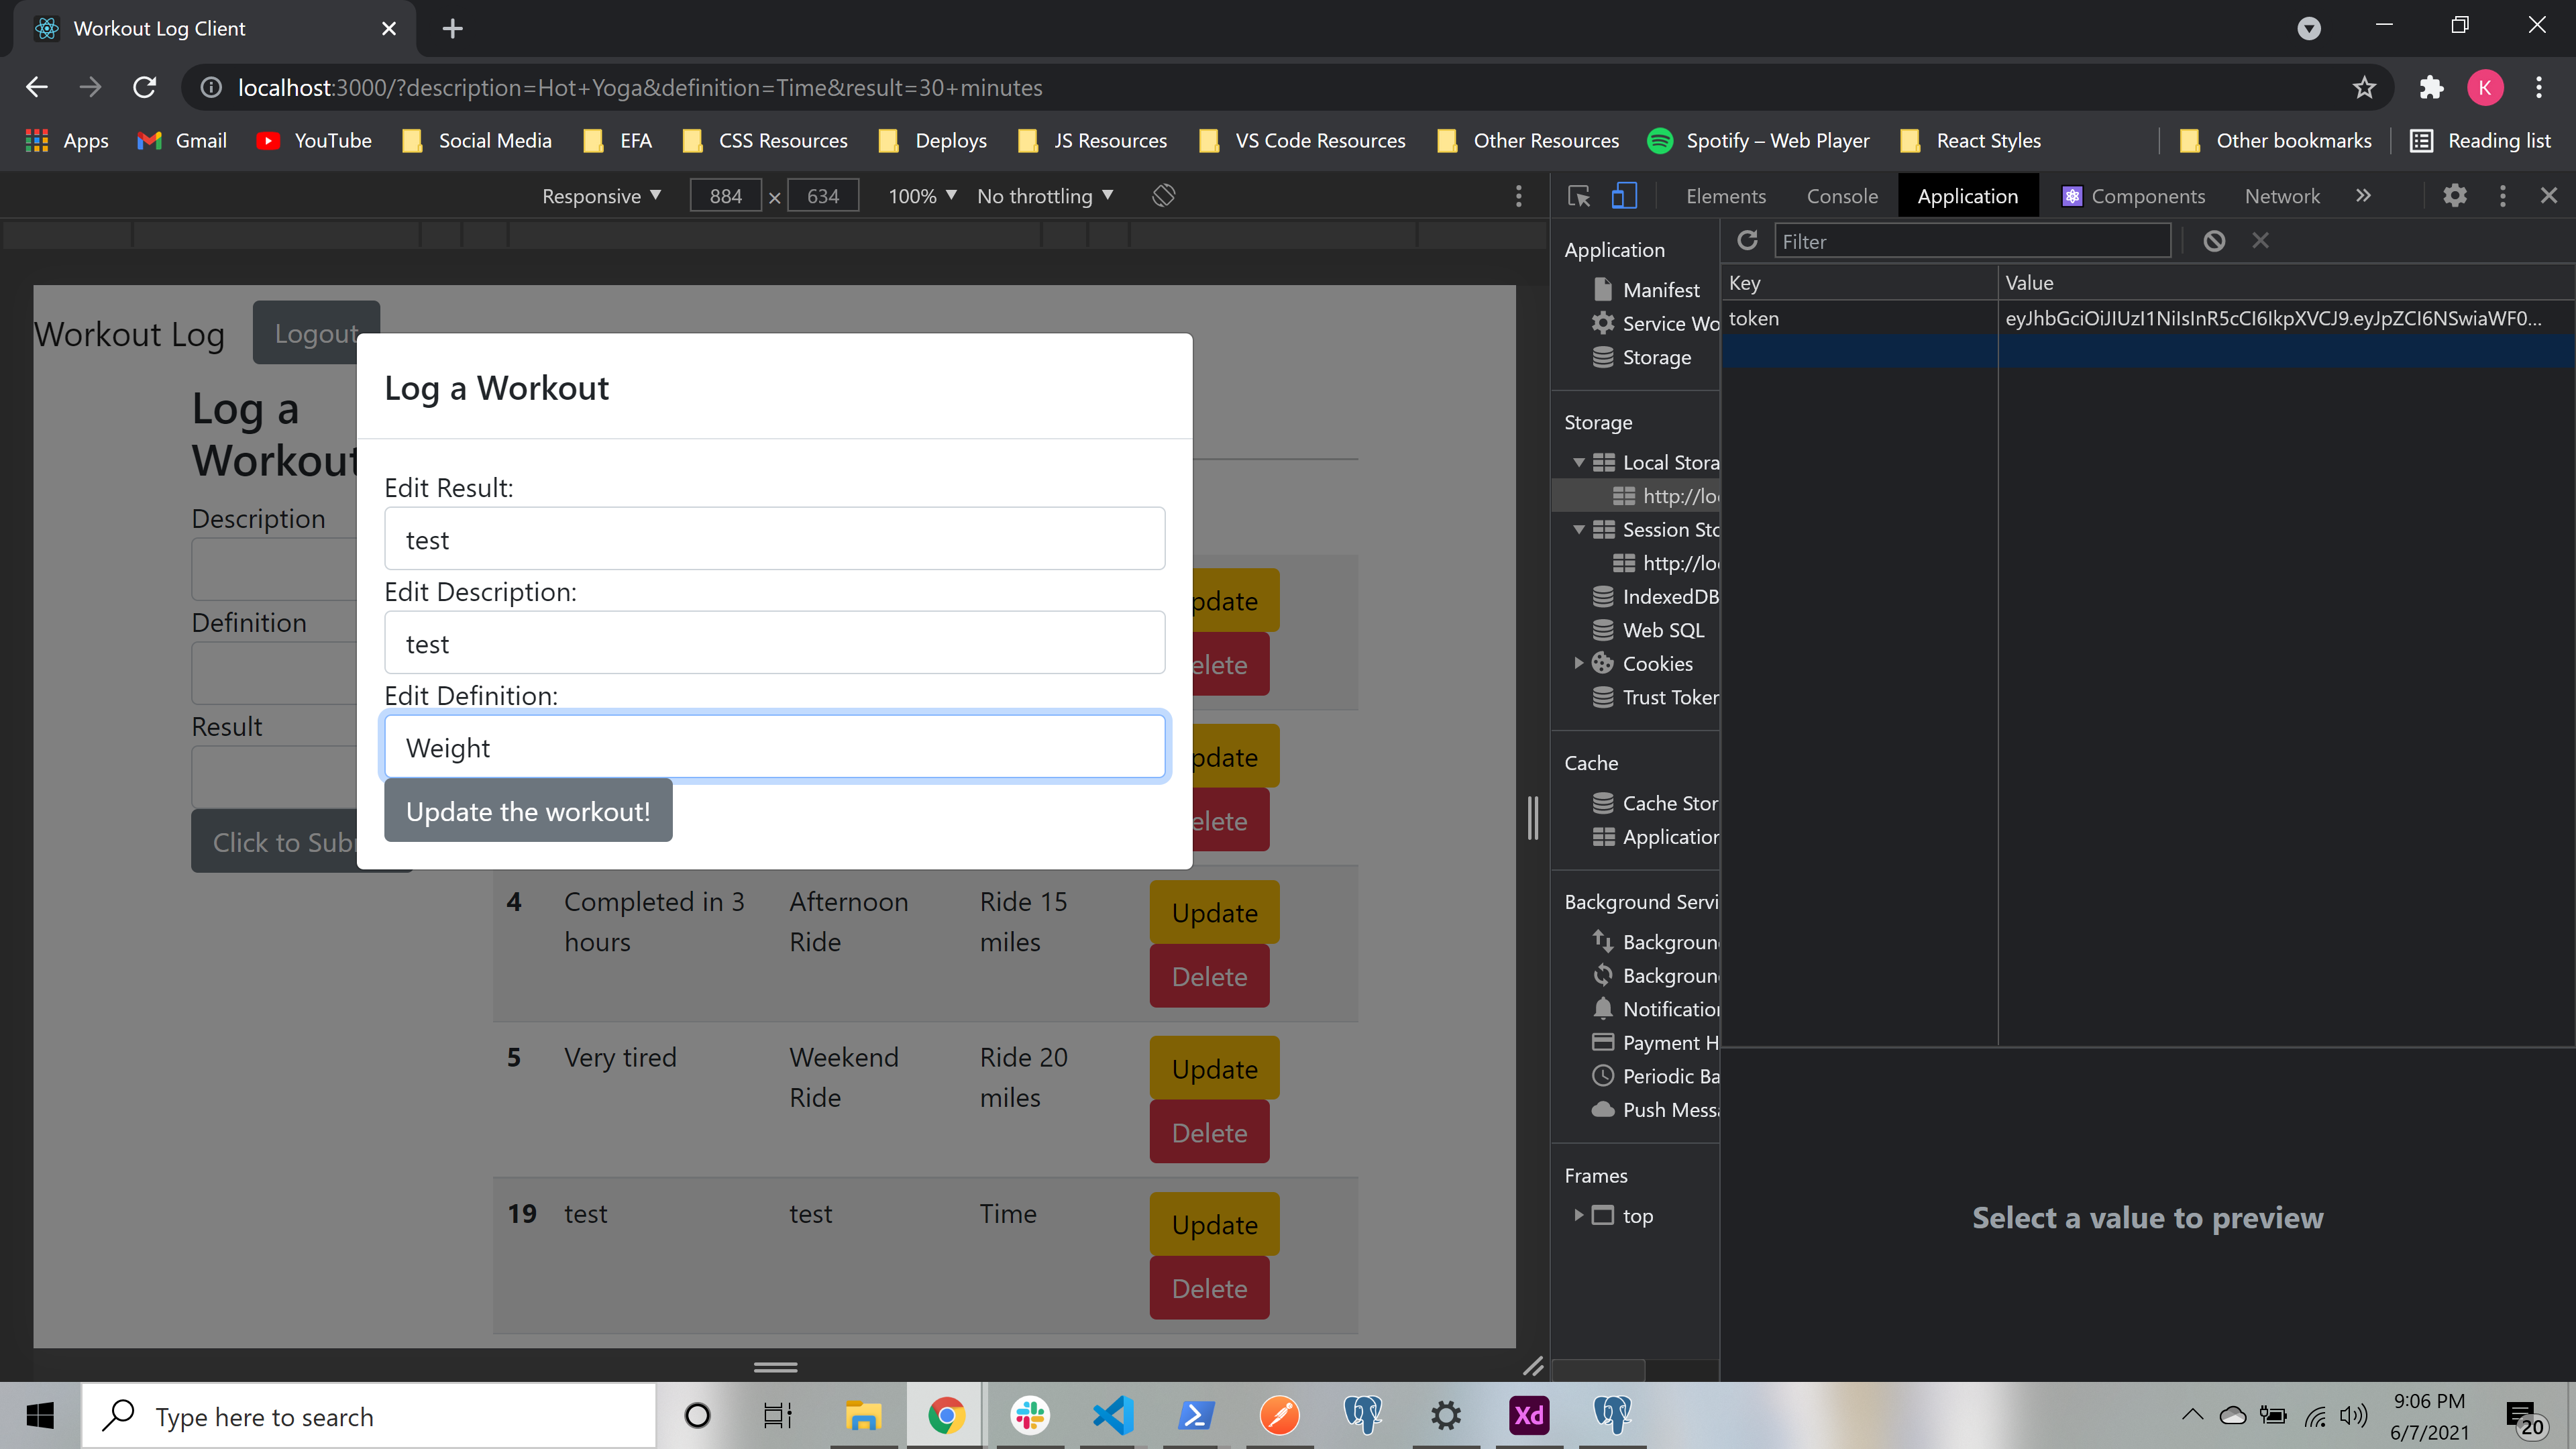 Workout Log Client
localhost:3000/?description=Hot+Yoga&definition=Time&result=30+minutes
K
Apps
Gmail
YouTube
Social Media
EFA
CSS Resources
Deploys
JS Resources
VS Code Resources
Other Resources
Spotify – Web Player
React Styles
Other bookmarks
Reading list
Responsive
884 × 634
100%
No throttling
Elements
Console
Application
Components
Network
Workout Log
Logout
Log a
Workout
Description
Definition
Result
Click to Sub
Log a Workout
Edit Result:
test
Edit Description:
test
Edit Definition:
Weight
Update the workout!
pdate
elete
pdate
elete
4 Completed in 3 Afternoon Ride 15 Update
hours Ride miles
Delete
5 Very tired Weekend Ride 20 Update
Ride miles
Delete
19 test test Time Update
Delete
Application
Manifest
Service Wo
Storage
Storage
Local Stora
http://lo
Session Sto
http://lo
IndexedDB
Web SQL
Cookies
Trust Token
Cache
Cache Stor
Application
Background Servi
Backgroun
Backgroun
Notification
Payment H
Periodic Ba
Push Messa
Frames
top
Filter
Key Value
token eyJhbGciOiJIUzI1NiIsInR5cCI6IkpXVCJ9.eyJpZCI6NSwiaWF0...
Select a value to preview
Type here to search
Xd
9:06 PM
6/7/2021
20